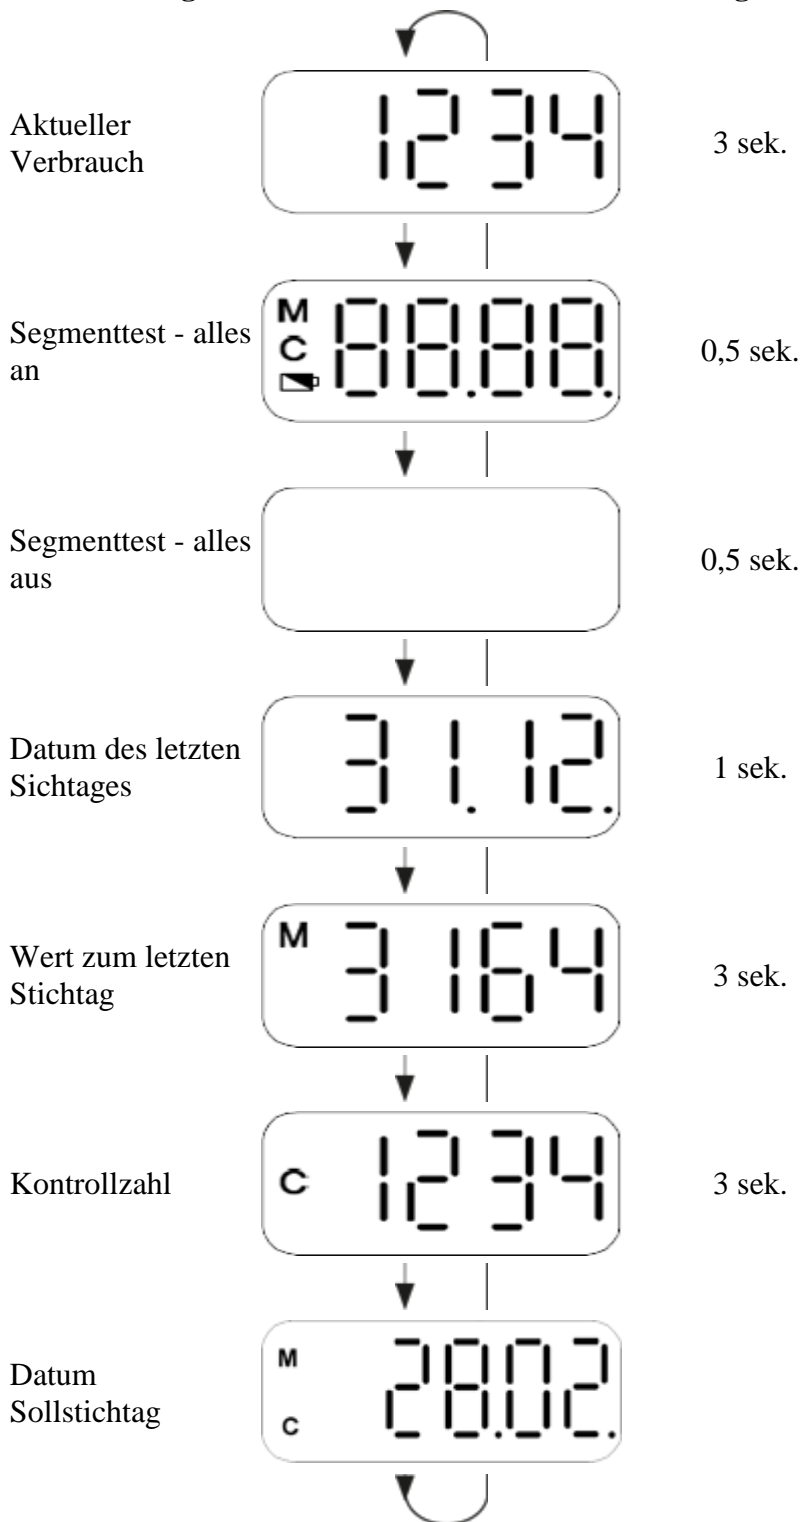 Aktueller
Verbrauch
1234
3 sek.
Segmenttest - alles
an
M
C
88.88.
0,5 sek.
Segmenttest - alles
aus
0,5 sek.
Datum des letzten
Sichtages
31.12.
1 sek.
Wert zum letzten
Stichtag
M
3164
3 sek.
Kontrollzahl
C
1234
3 sek.
Datum
Sollstichtag
M
C
28.02.